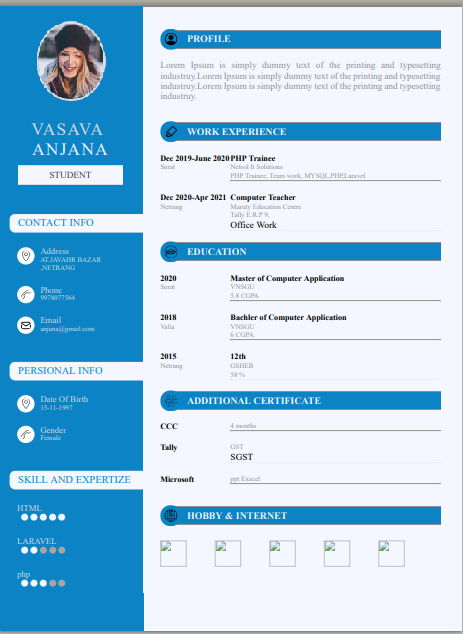 VASAVA
ANJANA
STUDENT
CONTACT INFO
Address
AT.JAVAHR BAZAR
,NETRANG
Phone
9978077564
Email
anjana@gmail.com
PERSIONAL INFO
Date Of Birth
15-11-1997
Gender
Female
SKILL AND EXPERTIZE
HTML
LARAVEL
php
PROFILE
Lorem Ipsum is simply dummy text of the printing and typesetting
industruy.Lorem Ipsum is simply dummy text of the printing and typesetting
industruy.Lorem Ipsum is simply dummy text of the printing and typesetting
industruy.
WORK EXPERIENCE
Dec 2019-June 2020 PHP Trainee
Surat Netsol It Solutions
PHP Trainee, Team work, MYSQL,PHP,Laravel
Dec 2020-Apr 2021 Computer Teacher
Netrang Maruty Education Centre
Tally E.R.P 9,
Office Work
EDUCATION
2020 Master of Computer Application
Surat VNSGU
5.8 CGPA
2018 Bachler of Computer Application
Valia VNSGU
6 CGPA
2015 12th
Netrang GSHEB
58 %
ADDITIONAL CERTIFICATE
CCC 4 months
Tally GST
SGST
Microsoft ppt Exacel
HOBBY & INTERNET